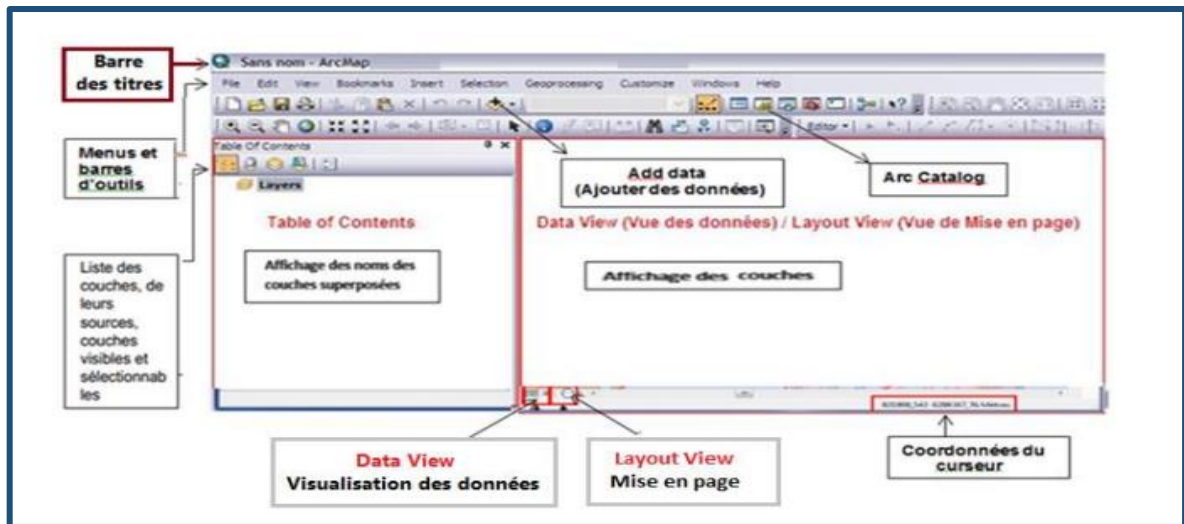 Barre
des titres
Sans nom - ArcMap
File Edit View Bookmarks Insert Selection Geoprocessing Customize Windows Help
Editor
Menus et
barres
d'outils
Table Of Contents
Layers
Add data
(Ajouter des données)
Arc Catalog
Table of Contents
Data View (Vue des données) / Layout View (Vue de Mise en page)
Affichage des noms des
couches superposées
Affichage des couches
Liste des
couches, de
leurs
sources,
couches
visibles et
sélectionnab
les
Data View
Visualisation des données
Layout View
Mise en page
Coordonnées du
curseur